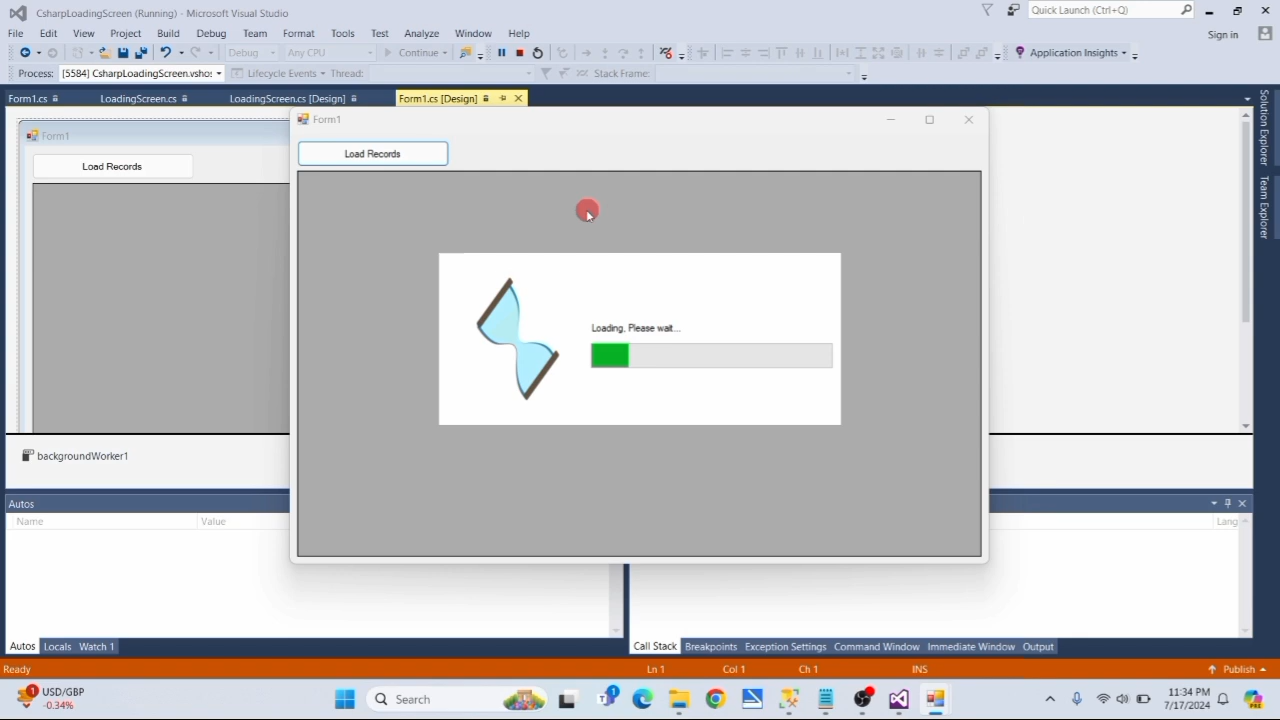 CsharpLoadingScreen (Running) - Microsoft Visual Studio
Quick Launch (Ctrl+Q)
File Edit View Project Build Debug Team Format Tools Test Analyze Window Help
Sign in
Debug Any CPU Continue Application Insights
Process: [5584] CsharpLoadingScreen.vshos Lifecycle Events Thread: Stack Frame:
Form1.cs LoadingScreen.cs LoadingScreen.cs [Design] Form1.cs [Design]
Solution Explorer
Team Explorer
Form1
Load Records
Form1
Load Records
Loading, Please wait...
backgroundWorker1
Autos
Name Value
Lang
Autos Locals Watch 1
Call Stack Breakpoints Exception Settings Command Window Immediate Window Output
Ready Ln 1 Col 1 Ch 1 INS Publish
1 USD/GBP
-0.34%
Search
1
11:34 PM
7/17/2024
PRE